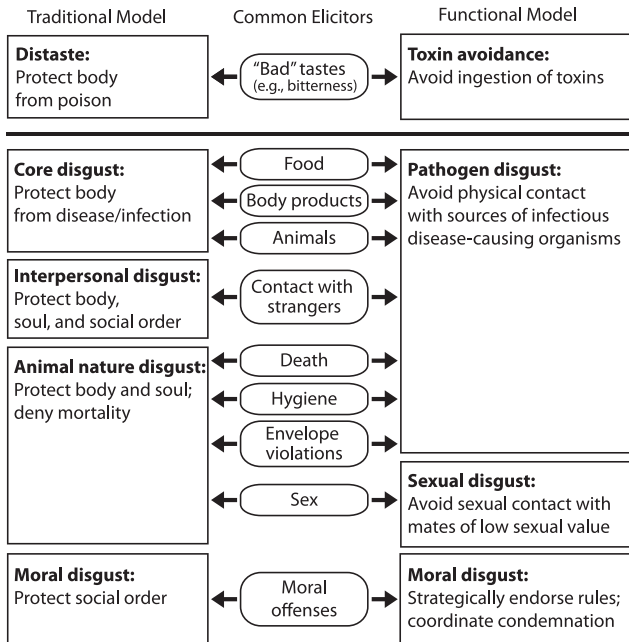 Traditional Model
Common Elicitors
Functional Model
Distaste:
Protect body
from poison
"Bad" tastes
(e.g., bitterness)
Toxin avoidance:
Avoid ingestion of toxins
Core disgust:
Protect body
from disease/infection
Food
Body products
Animals
Pathogen disgust:
Avoid physical contact
with sources of infectious
disease-causing organisms
Interpersonal disgust:
Protect body,
soul, and social order
Contact with
strangers
Animal nature disgust:
Protect body and soul;
deny mortality
Death
Hygiene
Envelope
violations
Sex
Sexual disgust:
Avoid sexual contact with
mates of low sexual value
Moral disgust:
Protect social order
Moral
offenses
Moral disgust:
Strategically endorse rules;
coordinate condemnation